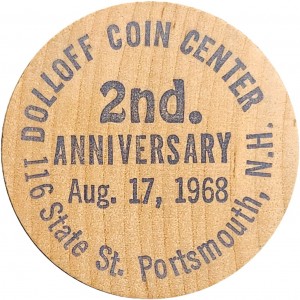 DOLLOFF COIN CENTER
2nd.
ANNIVERSARY
Aug. 17, 1968
116 State St. Portsmouth, N.H.